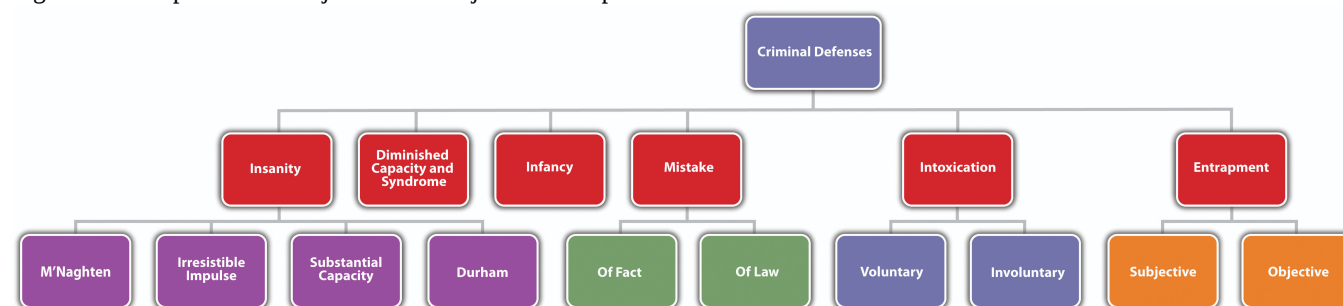 Criminal Defenses
Insanity
Diminished
Capacity and
Syndrome
Infancy
Mistake
Intoxication
Entrapment
M'Naghten
Irresistible
Impulse
Substantial
Capacity
Durham
Of Fact
Of Law
Voluntary
Involuntary
Subjective
Objective